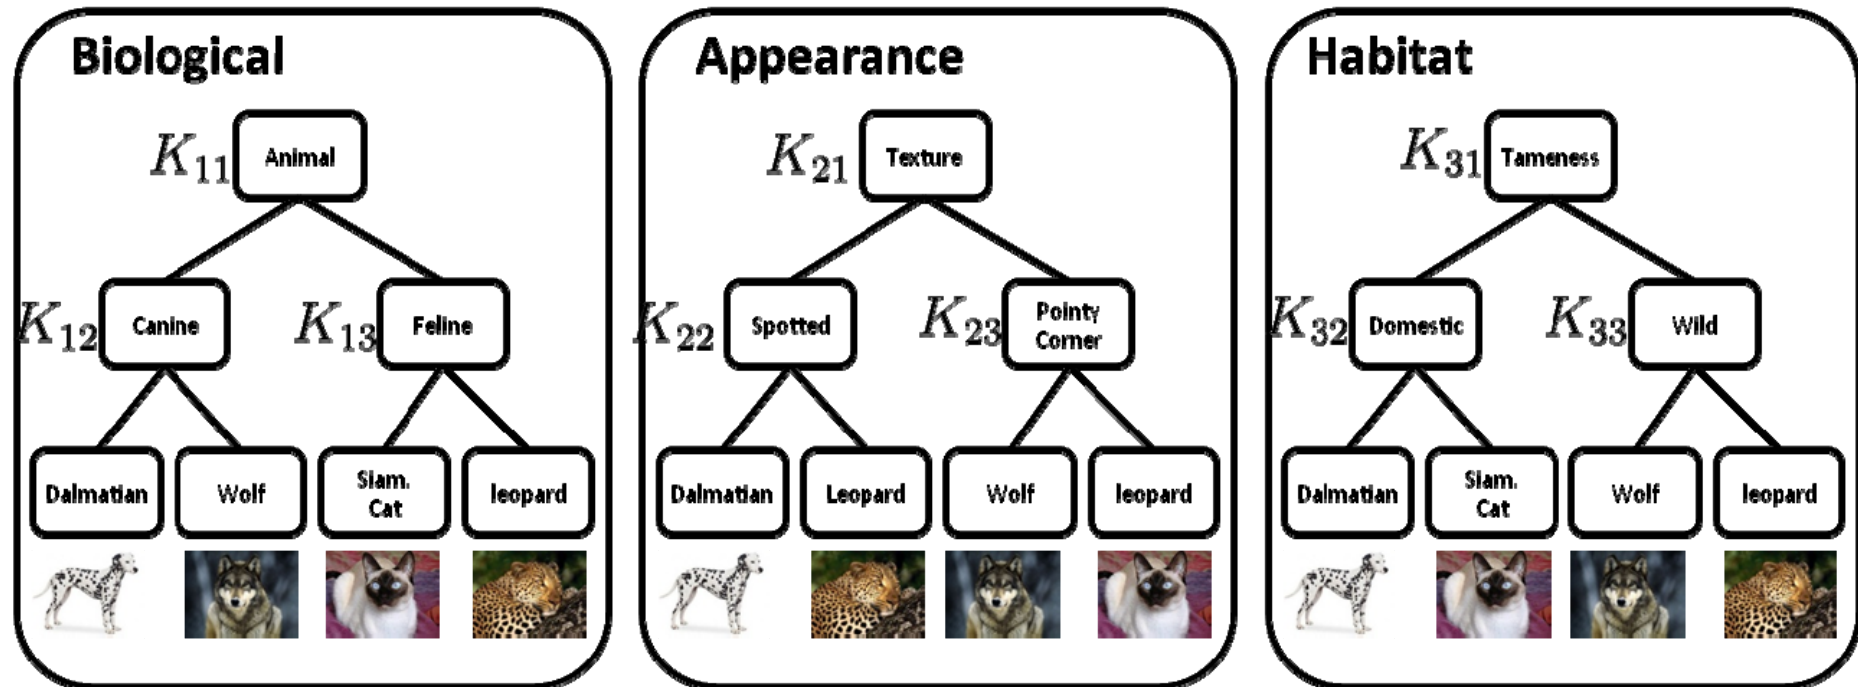 Biological
K11
Animal
K12
Canine
K13
Feline
Dalmatian
Wolf
Siam.
Cat
leopard
Appearance
K21
Texture
K22
Spotted
K23
Pointy
Corner
Dalmatian
Leopard
Wolf
leopard
Habitat
K31
Tameness
K32
Domestic
K33
Wild
Dalmatian
Siam.
Cat
Wolf
leopard